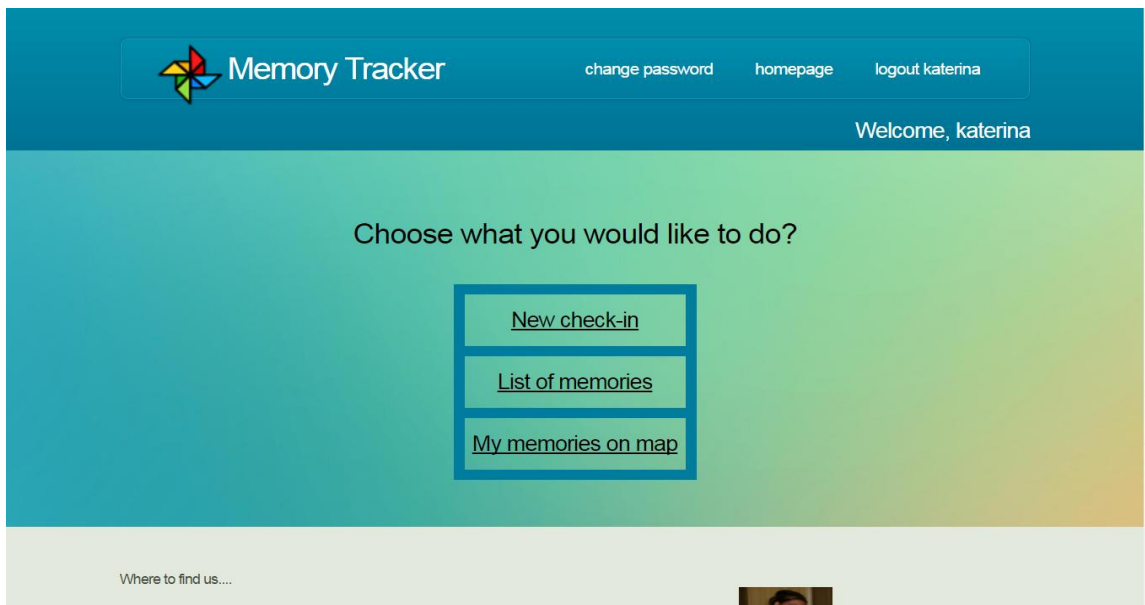 Memory Tracker
change password homepage logout katerina
Welcome, katerina
Choose what you would like to do?
New check-in
List of memories
My memories on map
Where to find us....